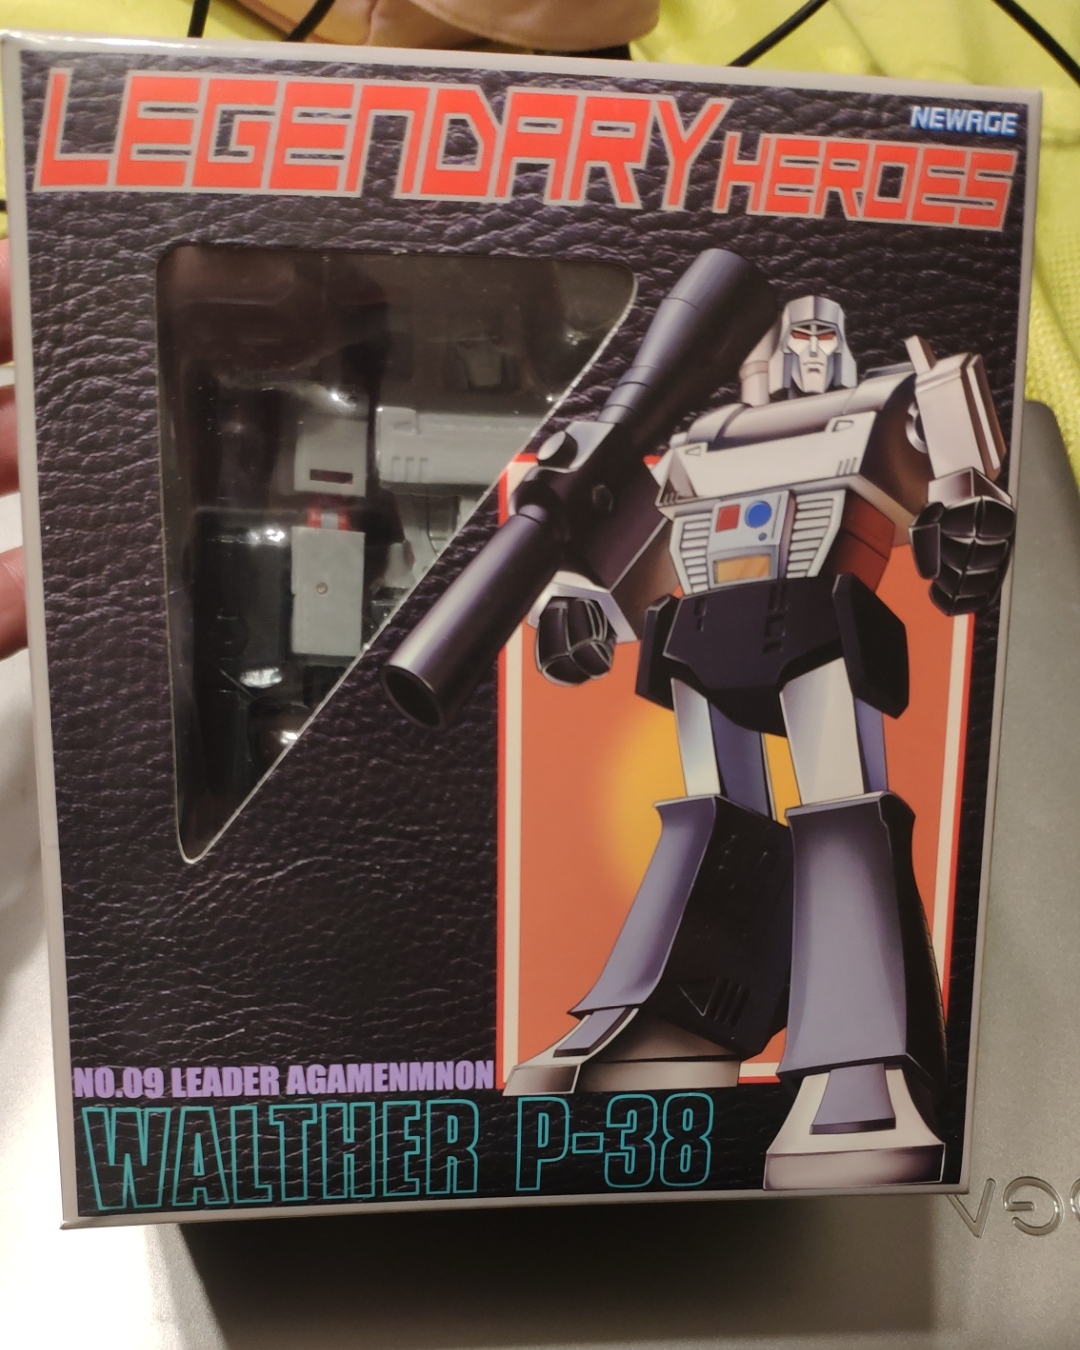 LEGENDARY HEROES
NEWAGE
NO.09 LEADER AGAMENMNON
WALTHER P-38